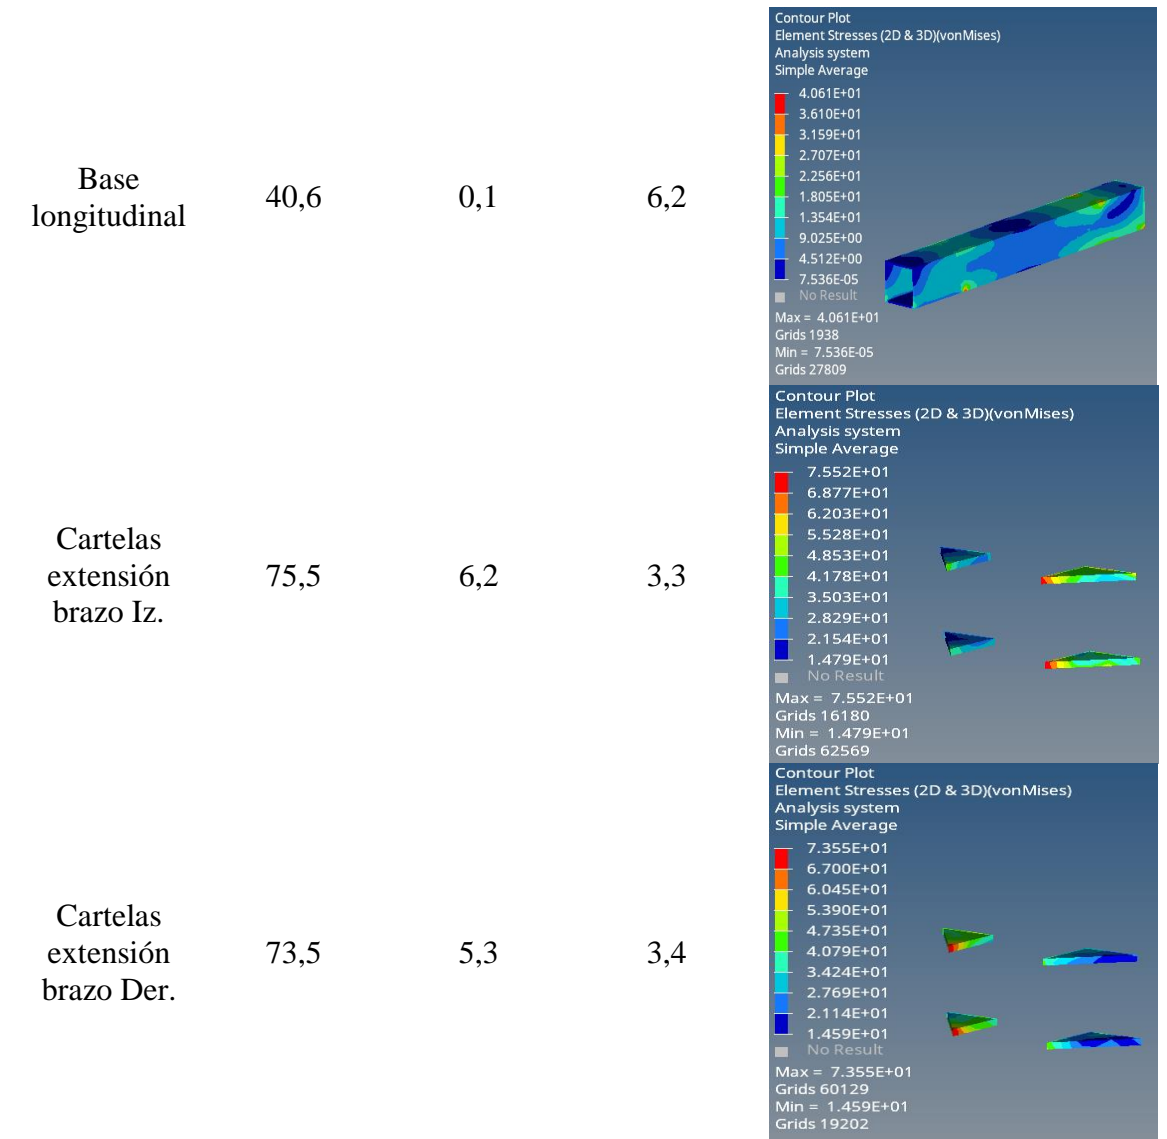 Base
longitudinal
40,6
0,1
6,2
Contour Plot
Element Stresses (2D & 3D)(vonMises)
Analysis system
Simple Average
4.061E+01
3.610E+01
3.159E+01
2.707E+01
2.256E+01
1.805E+01
1.354E+01
9.025E+00
4.512E+00
7.536E-05
No Result
Max = 4.061E+01
Grids 1938
Min = 7.536E-05
Grids 27809
Cartelas
extensión
brazo Iz.
75,5
6,2
3,3
Contour Plot
Element Stresses (2D & 3D)(vonMises)
Analysis system
Simple Average
7.552E+01
6.877E+01
6.203E+01
5.528E+01
4.853E+01
4.178E+01
3.503E+01
2.829E+01
2.154E+01
1.479E+01
No Result
Max = 7.552E+01
Grids 16180
Min = 1.479E+01
Grids 62569
Cartelas
extensión
brazo Der.
73,5
5,3
3,4
Contour Plot
Element Stresses (2D & 3D)(vonMises)
Analysis system
Simple Average
7.355E+01
6.700E+01
6.045E+01
5.390E+01
4.735E+01
4.079E+01
3.424E+01
2.769E+01
2.114E+01
1.459E+01
No Result
Max = 7.355E+01
Grids 60129
Min = 1.459E+01
Grids 19202